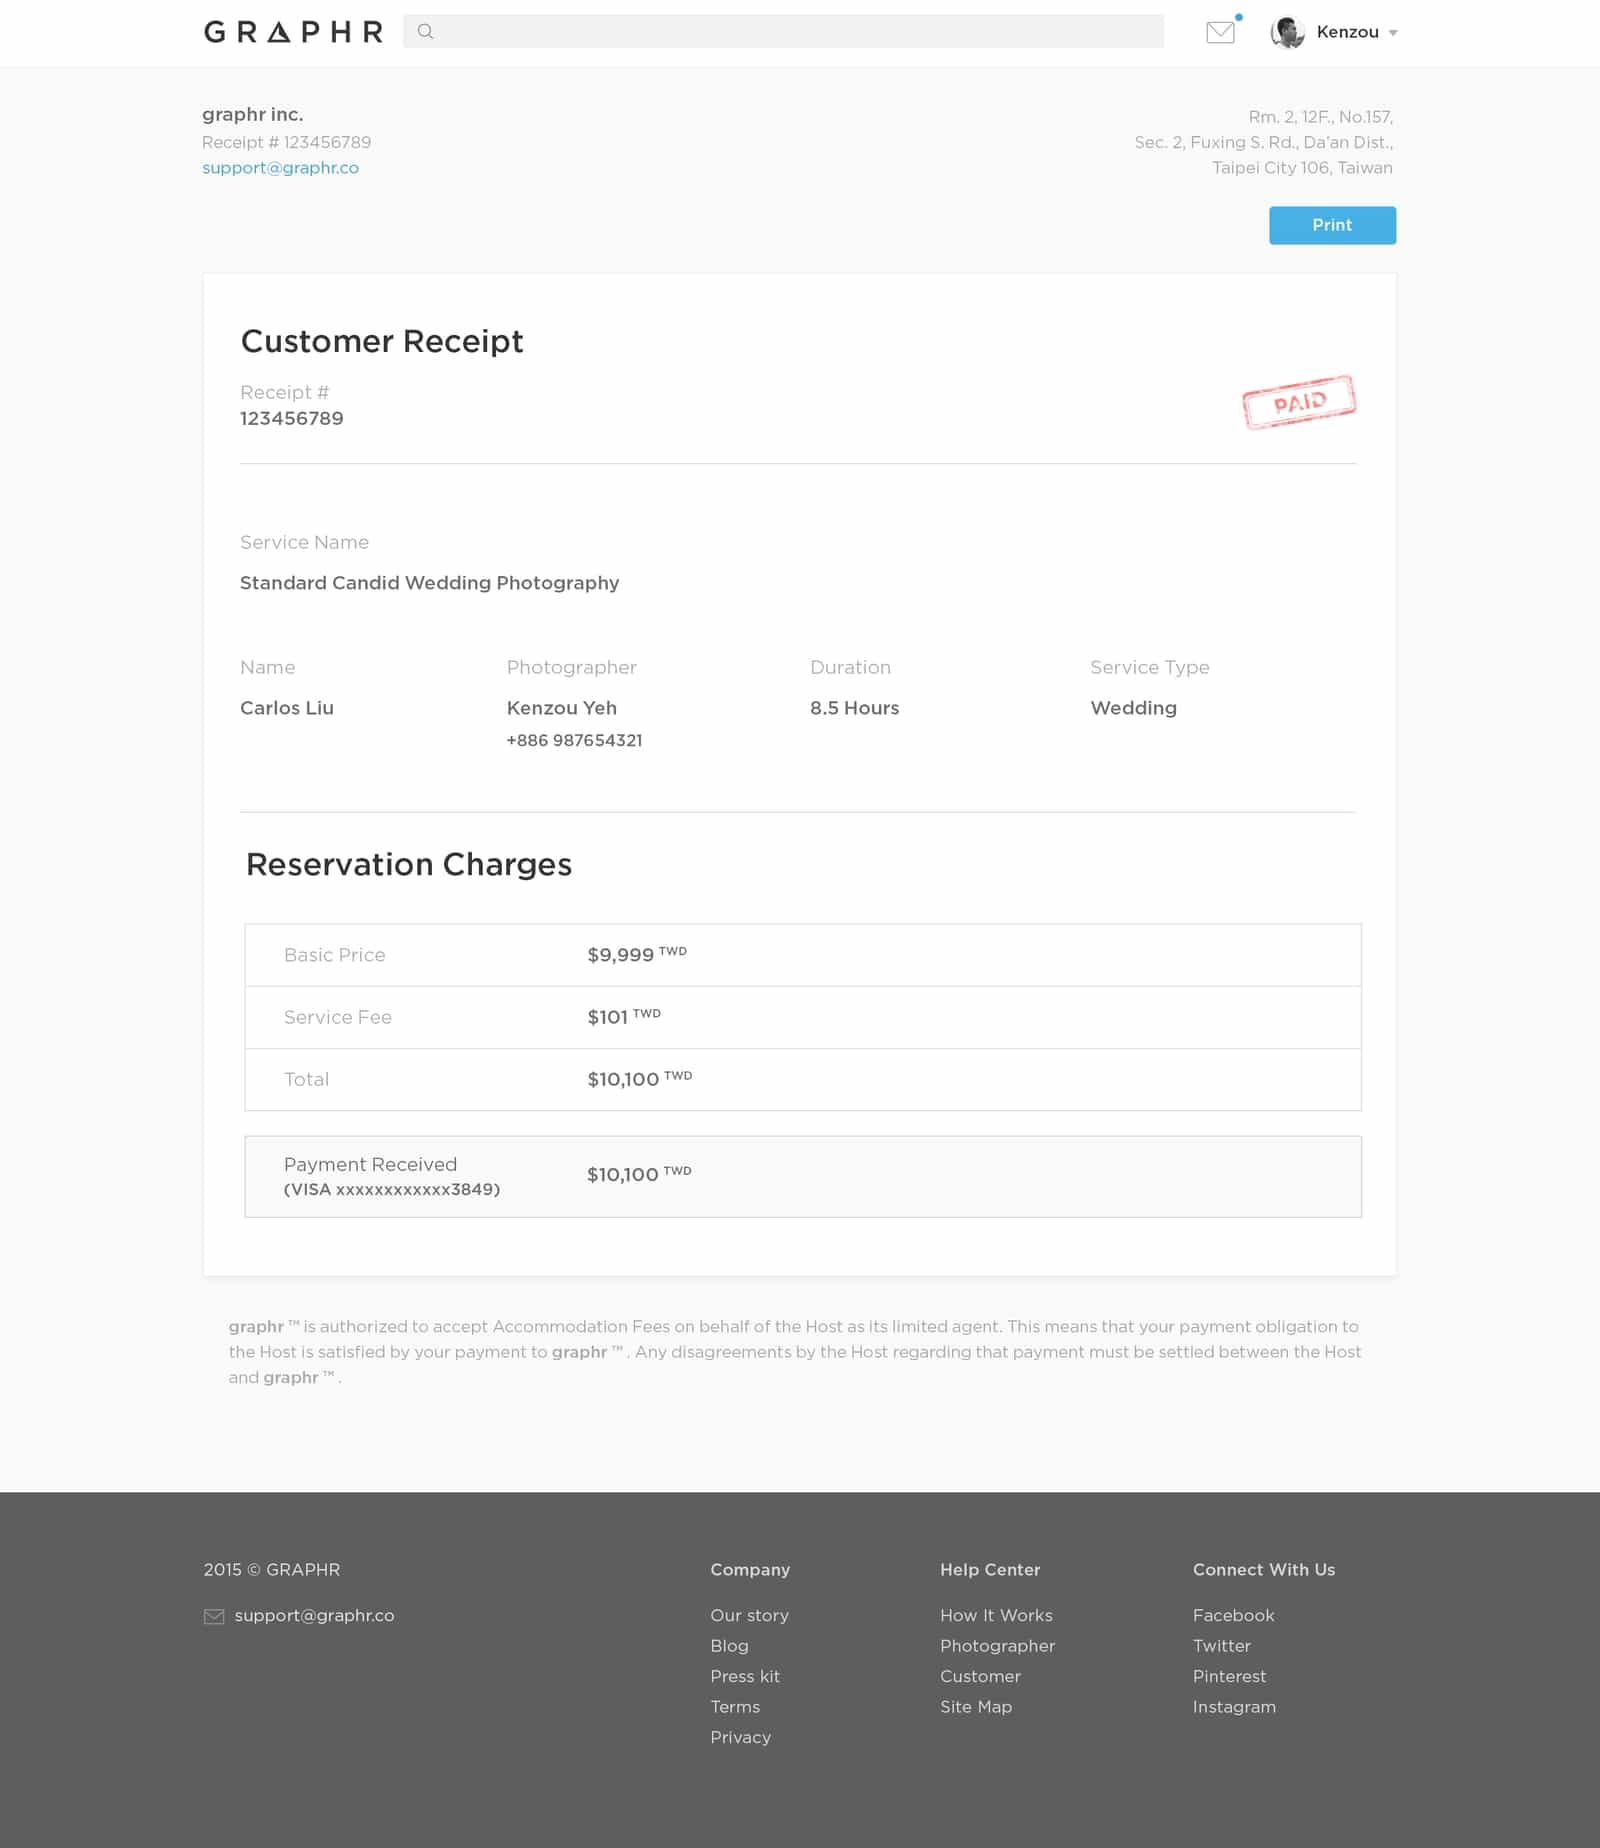 GRAPHR
Kenzou
graphr inc.
Receipt # 123456789
support@graphr.co
Rm. 2, 12F., No.157,
Sec. 2, Fuxing S. Rd., Da'an Dist.,
Taipei City 106, Taiwan
Print
Customer Receipt
Receipt #
123456789
PAID
Service Name
Standard Candid Wedding Photography
Name
Carlos Liu
Photographer
Kenzou Yeh
+886 987654321
Duration
8.5 Hours
Service Type
Wedding
Reservation Charges
Basic Price $9,999 TWD
Service Fee $101 TWD
Total $10,100 TWD
Payment Received
(VISA xxxxxxxxxxxx3849)
$10,100 TWD
graphr ™ is authorized to accept Accommodation Fees on behalf of the Host as its limited agent. This means that your payment obligation to
the Host is satisfied by your payment to graphr ™ . Any disagreements by the Host regarding that payment must be settled between the Host
and graphr ™ .
2015 © GRAPHR
support@graphr.co
Company
Our story
Blog
Press kit
Terms
Privacy
Help Center
How It Works
Photographer
Customer
Site Map
Connect With Us
Facebook
Twitter
Pinterest
Instagram